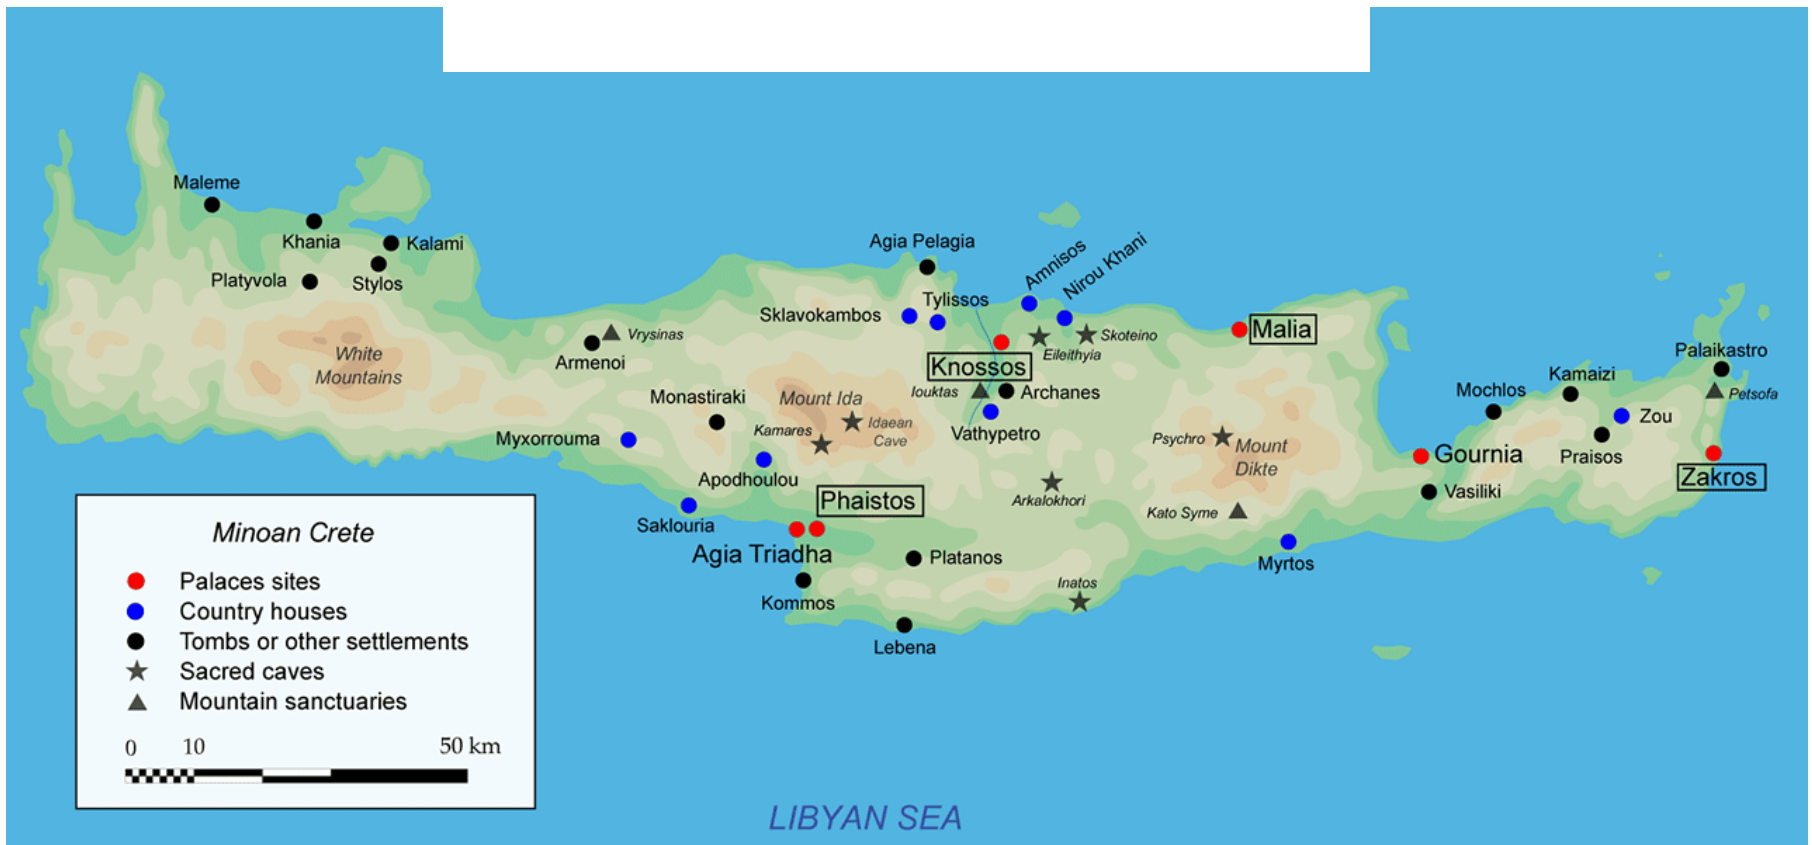 Maleme
Khania
Kalami
Platyvola
Stylos
White
Mountains
Armenoi
Vrysinas
Agia Pelagia
Sklavokambos
Tylissos
Amnisos
Nirou Khani
Eileithyia
Skoteino
Knossos
Malia
Iouktas
Archanes
Vathypetro
Monastiraki
Mount Ida
Idaean
Cave
Kamares
Myxorrouma
Apodhoulou
Saklouria
Phaistos
Agia Triadha
Kommos
Platanos
Lebena
Inatos
Arkalokhori
Psychro
Mount
Dikte
Kato Syme
Myrtos
Gournia
Vasiliki
Mochlos
Kamaizi
Zou
Praisos
Palaikastro
Petsofa
Zakros
Minoan Crete
Palaces sites
Country houses
Tombs or other settlements
Sacred caves
Mountain sanctuaries
0 10 50 km
LIBYAN SEA